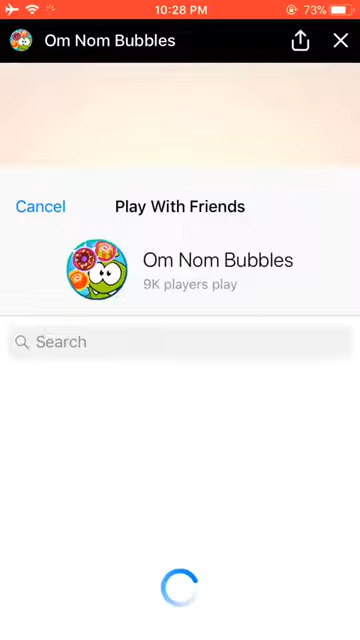 10:28 PM
73%
Om Nom Bubbles
Cancel
Play With Friends
Om Nom Bubbles
9K players play
Search